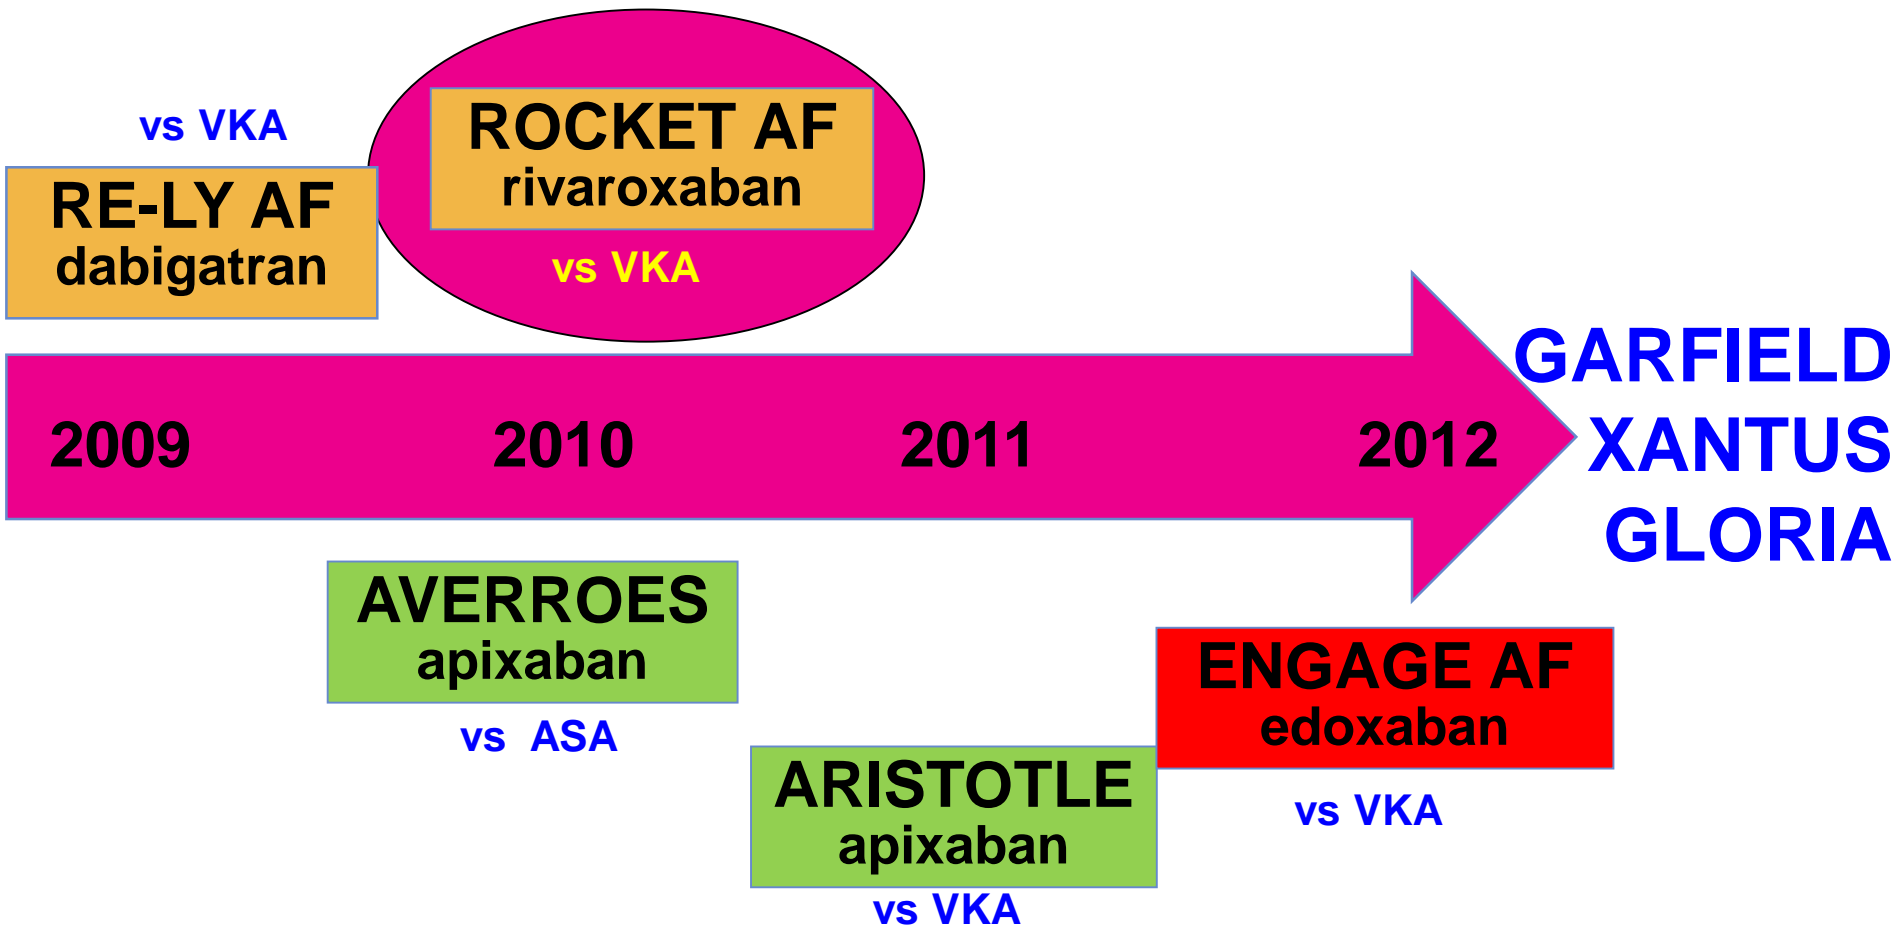 vs VKA
RE-LY AF
dabigatran
ROCKET AF
rivaroxaban
vs VKA
2009 2010 2011 2012
GARFIELD
XANTUS
GLORIA
AVERROES
apixaban
vs ASA
ARISTOTLE
apixaban
vs VKA
ENGAGE AF
edoxaban
vs VKA